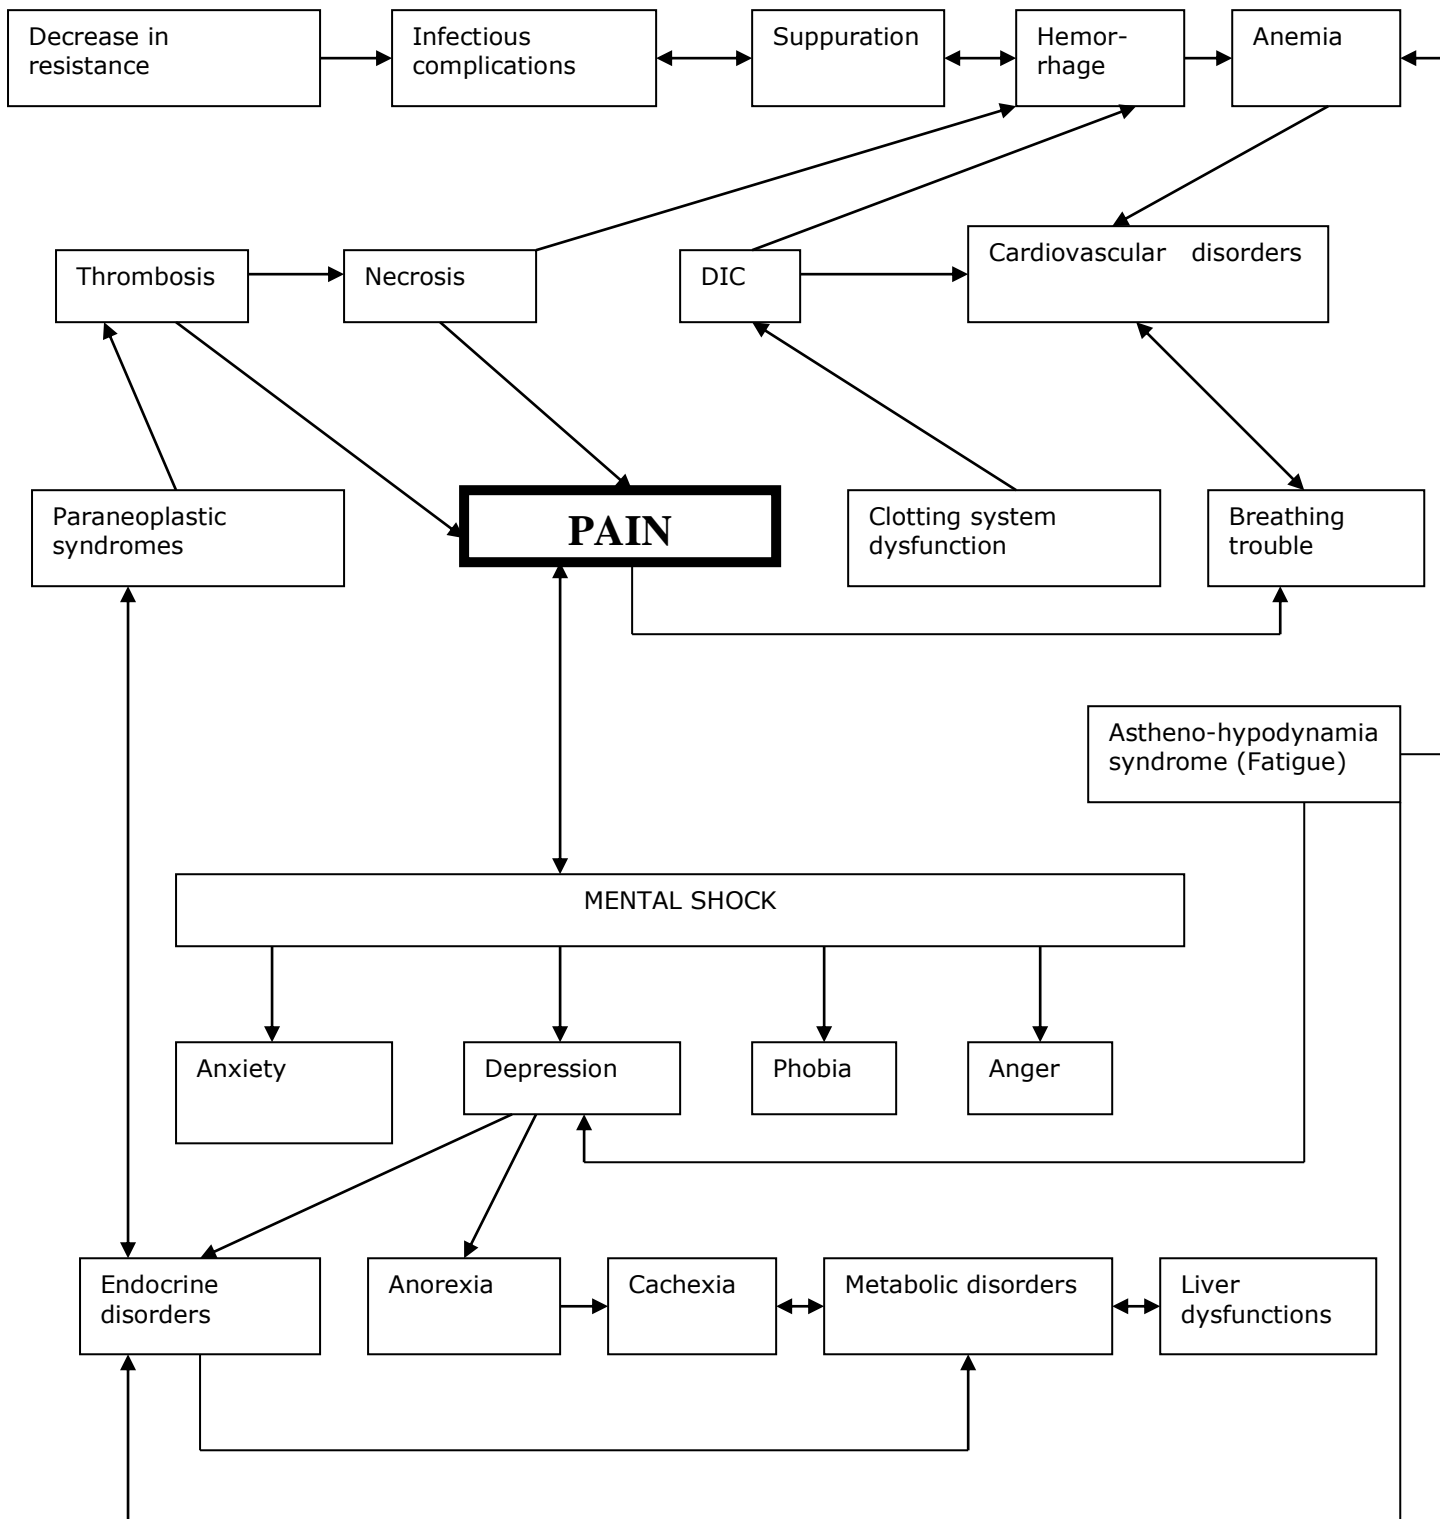 Decrease in
resistance
Infectious
complications
Suppuration
Hemor-
rhage
Anemia
Thrombosis
Necrosis
DIC
Cardiovascular disorders
Paraneoplastic
syndromes
PAIN
Clotting system
dysfunction
Breathing
trouble
Astheno-hypodynamia
syndrome (Fatigue)
MENTAL SHOCK
Anxiety
Depression
Phobia
Anger
Endocrine
disorders
Anorexia
Cachexia
Metabolic disorders
Liver
dysfunctions